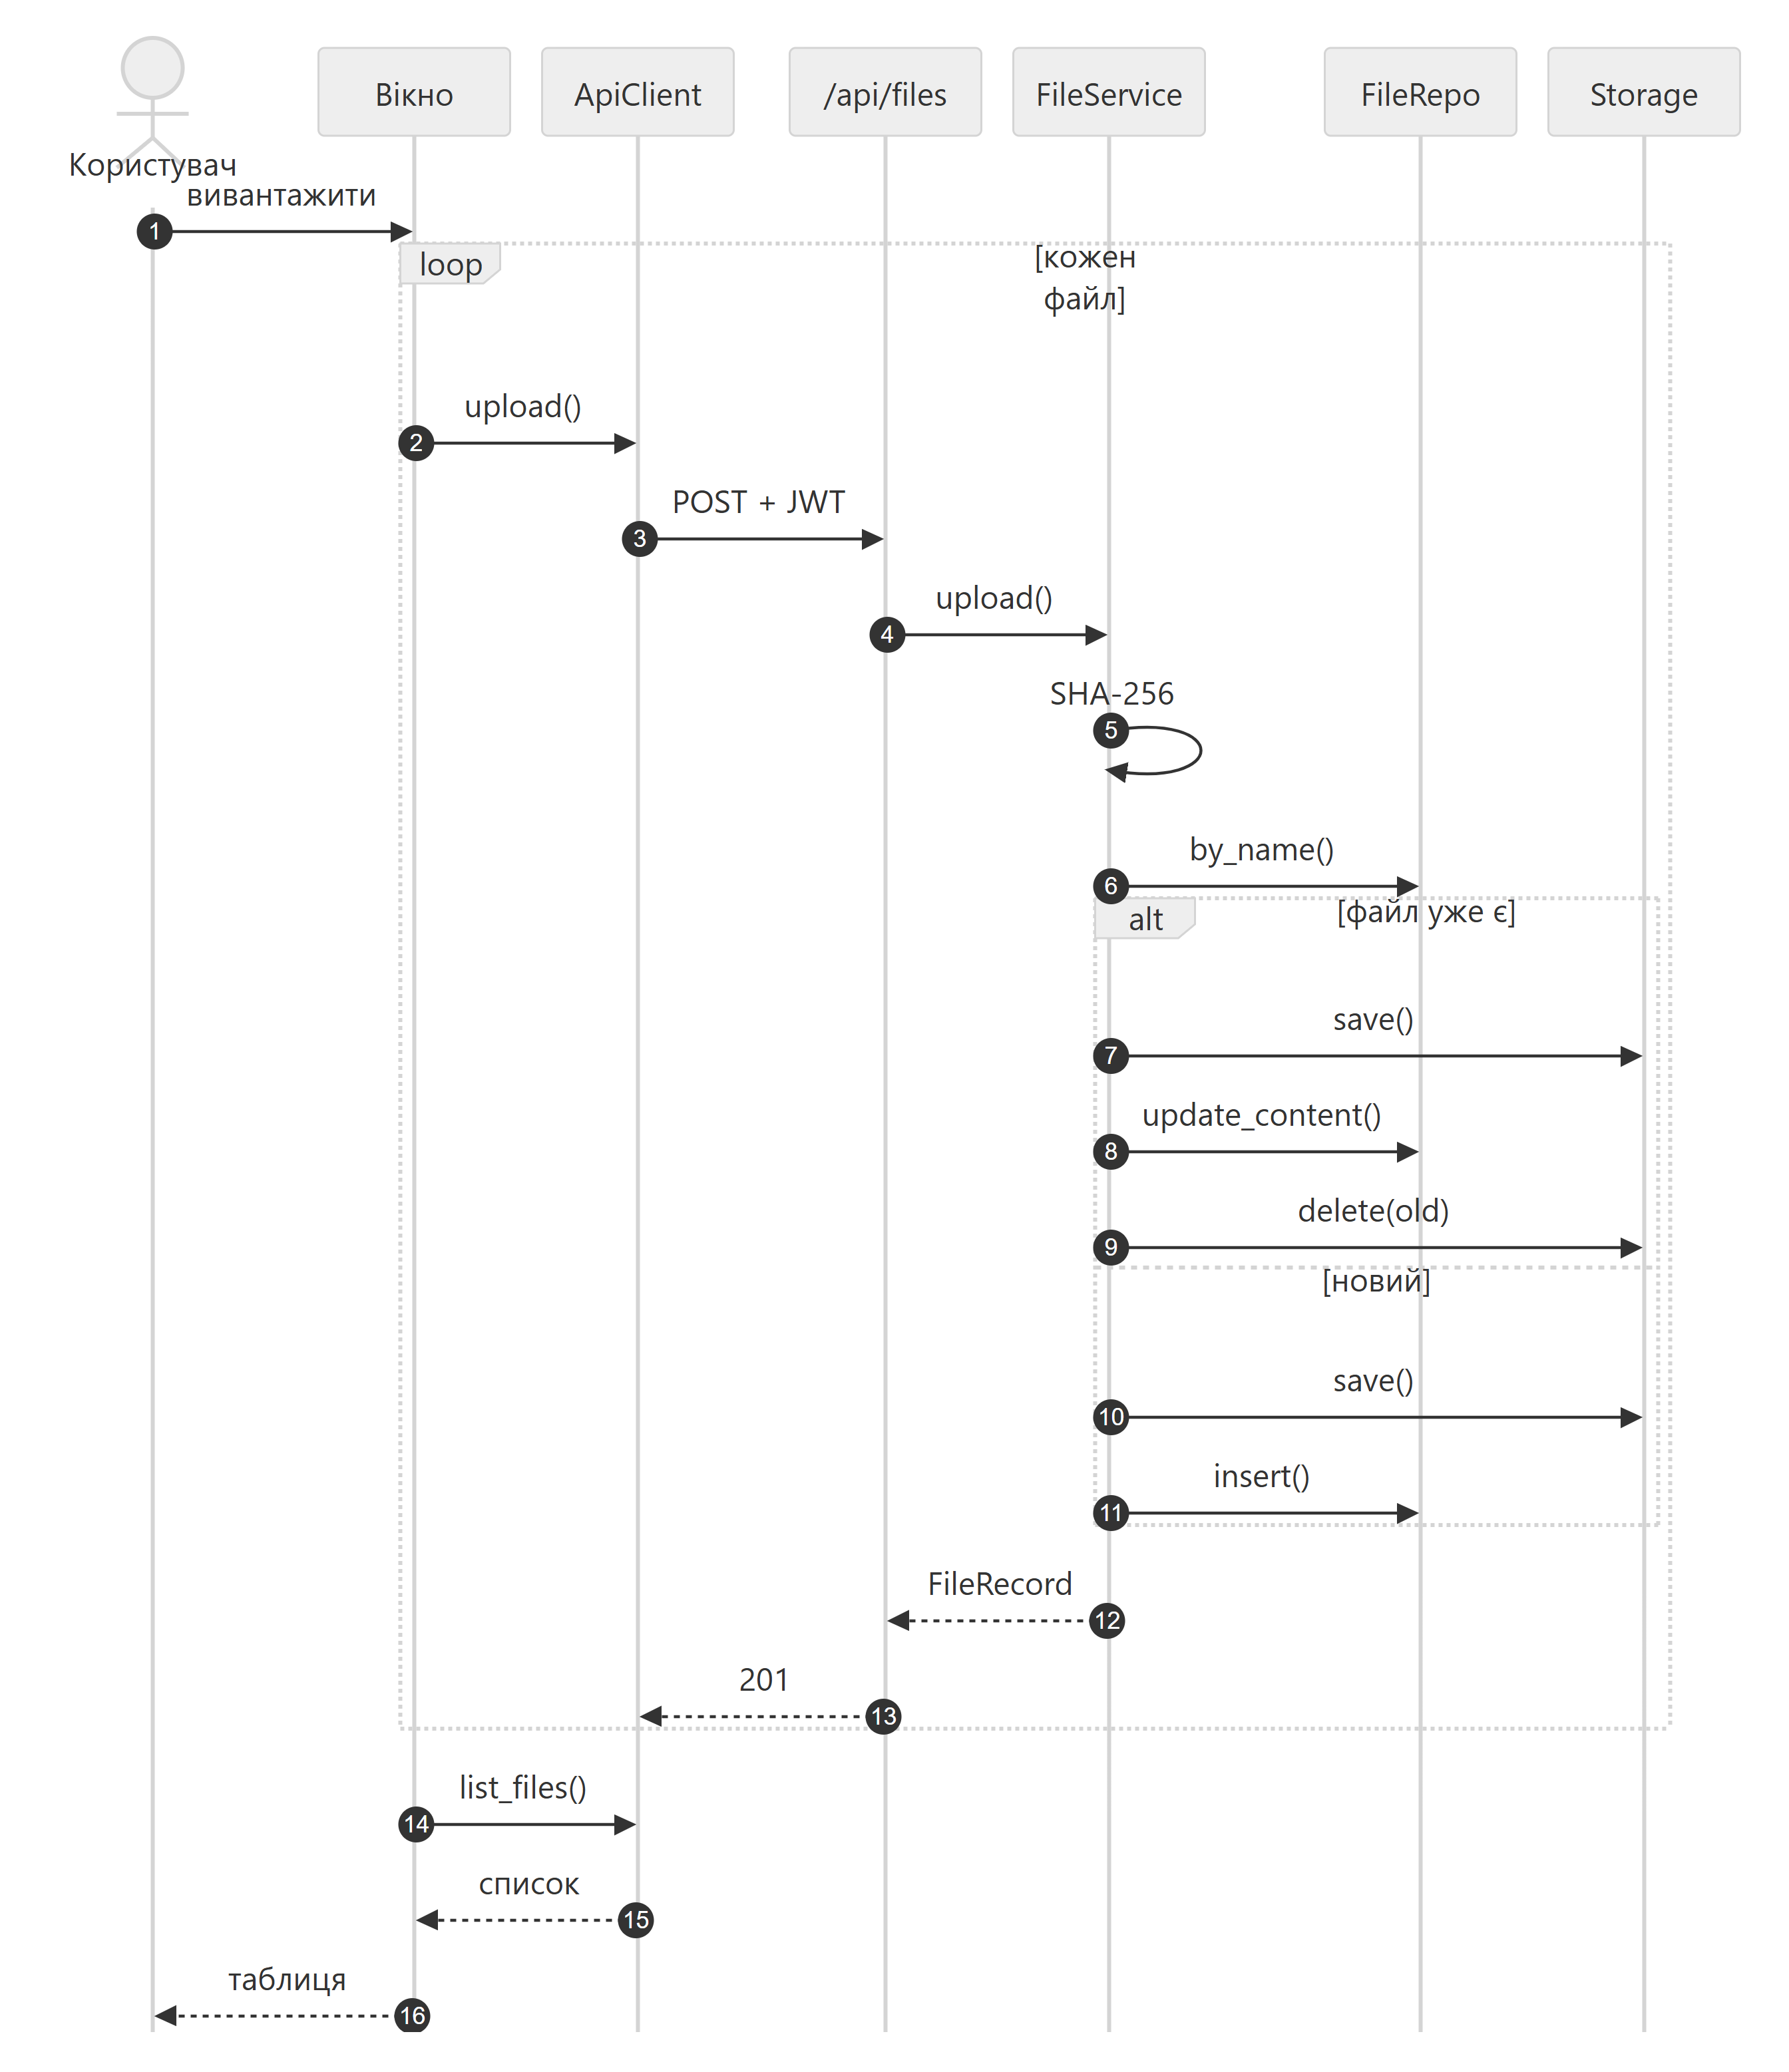 Користувач
Вікно
ApiClient
/api/files
FileService
FileRepo
Storage
вивантажити
1
loop
[кожен
файл]
upload()
2
POST + JWT
3
upload()
4
SHA-256
5
by_name()
6
alt
[файл уже є]
save()
7
update_content()
8
delete(old)
9
[новий]
save()
10
insert()
11
FileRecord
12
201
13
list_files()
14
список
15
таблиця
16